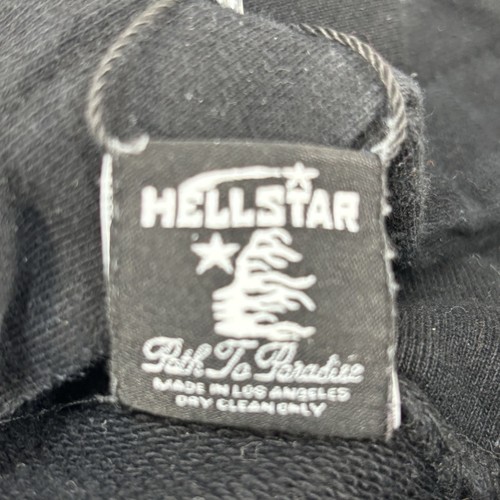 HELLSTAR
Path To Paradise
MADE IN LOS ANGELES
DRY CLEAN ONLY